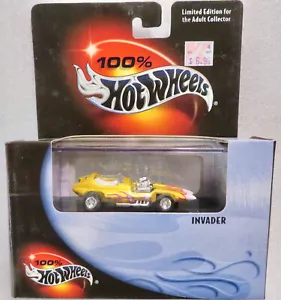 Limited Edition for
the Adult Collector
100%
HOT WHEELS
INVADER
100%
HOT WHEELS